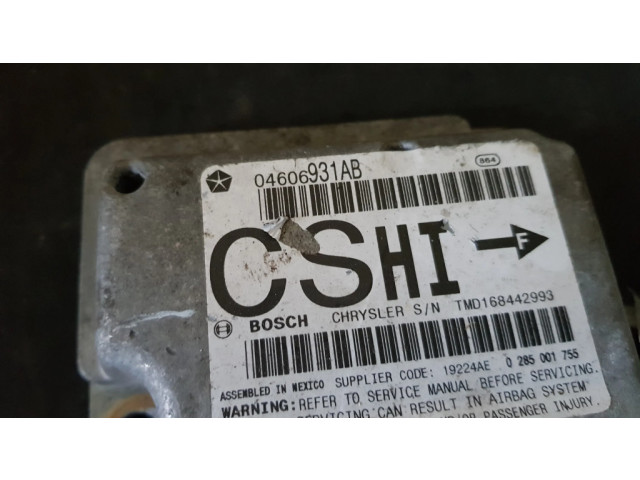 04606931AB
864
CSHI F
BOSCH CHRYSLER S/N TMD168442993
ASSEMBLED IN MEXICO SUPPLIER CODE: 19224AE 0 285 001 755
WARNING: REFER TO SERVICE MANUAL BEFORE SERVICING.
SERVICING CAN RESULT IN AIRBAG SYSTEM
PASSENGER INJURY.